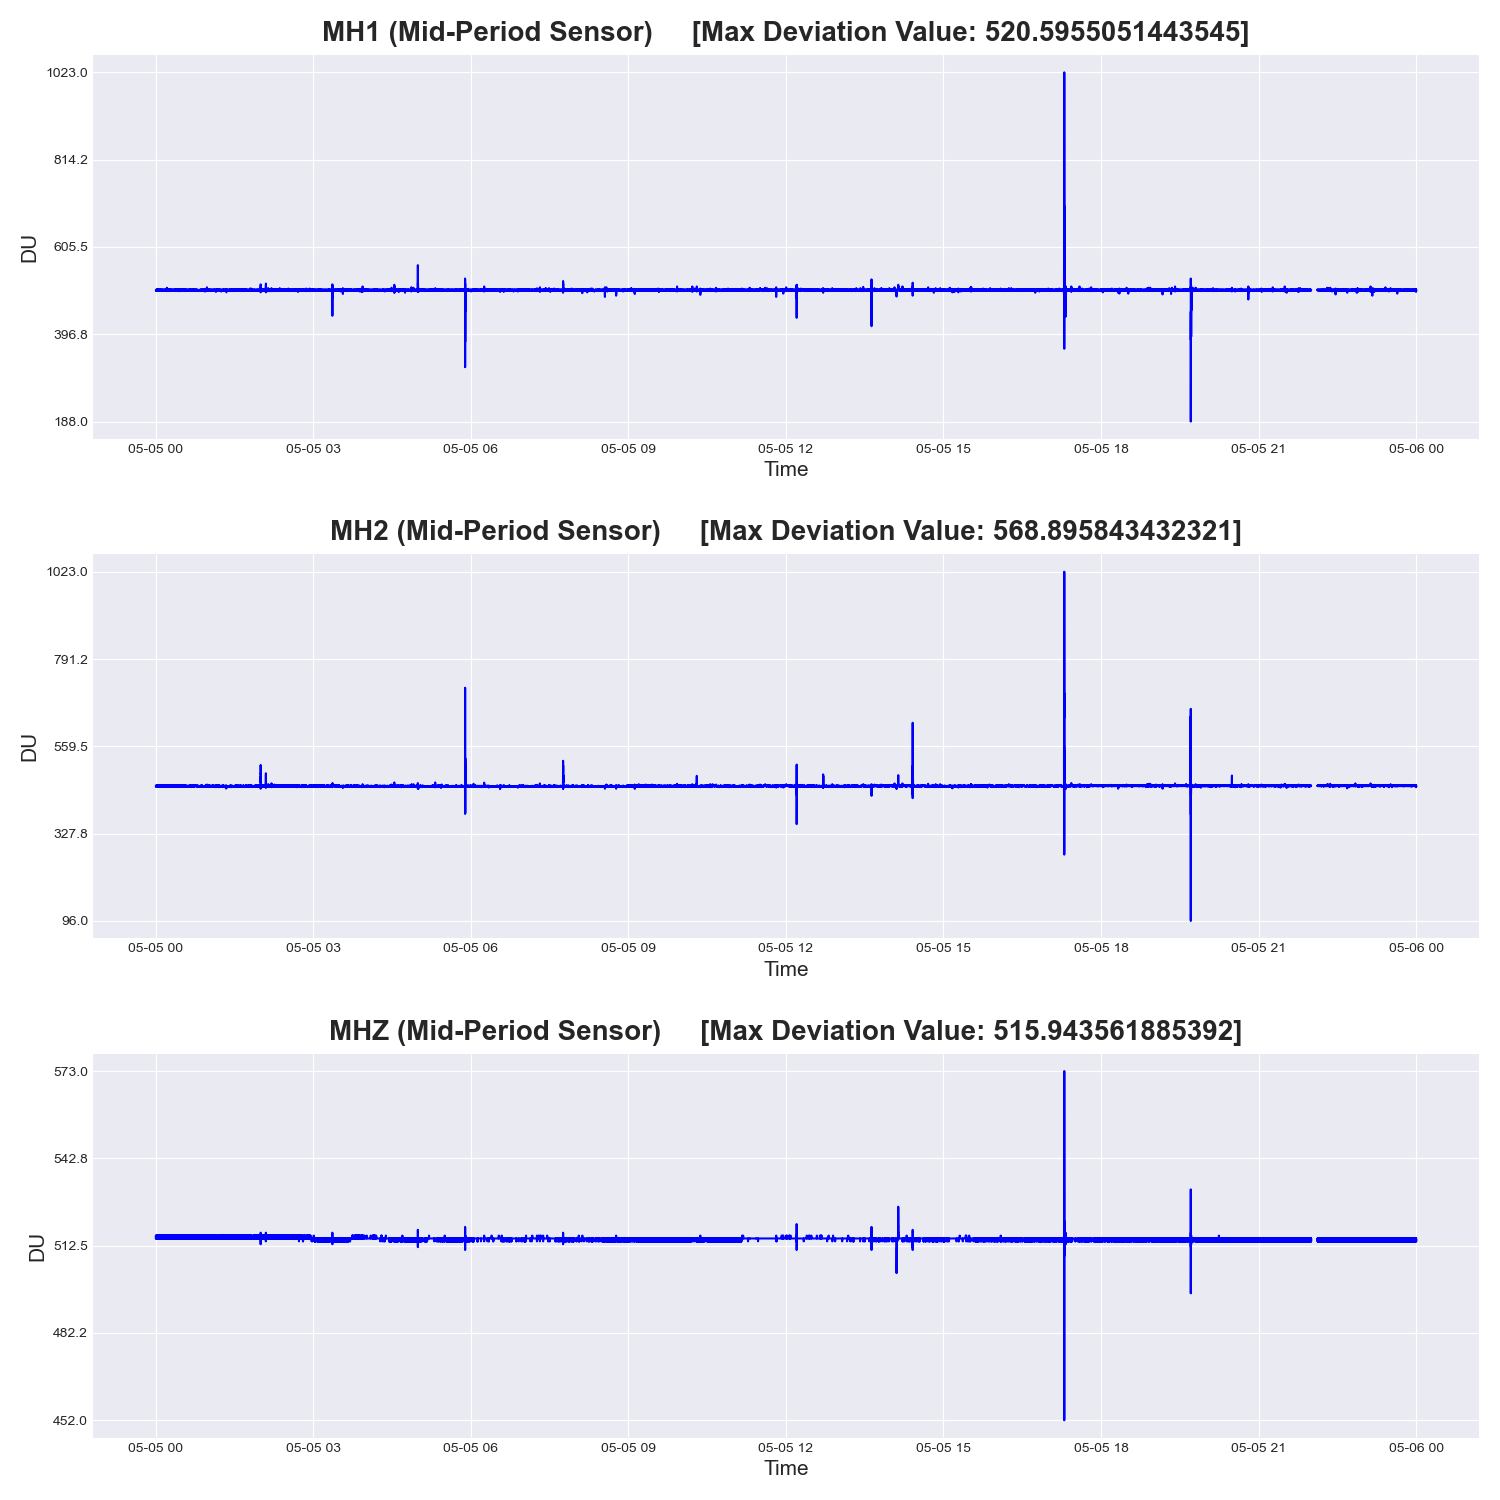 MH1 (Mid-Period Sensor) [Max Deviation Value: 520.5955051443545]
DU
1023.0
814.2
605.5
396.8
188.0
05-05 00 05-05 03 05-05 06 05-05 09 05-05 12 05-05 15 05-05 18 05-05 21 05-06 00
Time
MH2 (Mid-Period Sensor) [Max Deviation Value: 568.895843432321]
DU
1023.0
791.2
559.5
327.8
96.0
05-05 00 05-05 03 05-05 06 05-05 09 05-05 12 05-05 15 05-05 18 05-05 21 05-06 00
Time
MHZ (Mid-Period Sensor) [Max Deviation Value: 515.943561885392]
DU
573.0
542.8
512.5
482.2
452.0
05-05 00 05-05 03 05-05 06 05-05 09 05-05 12 05-05 15 05-05 18 05-05 21 05-06 00
Time